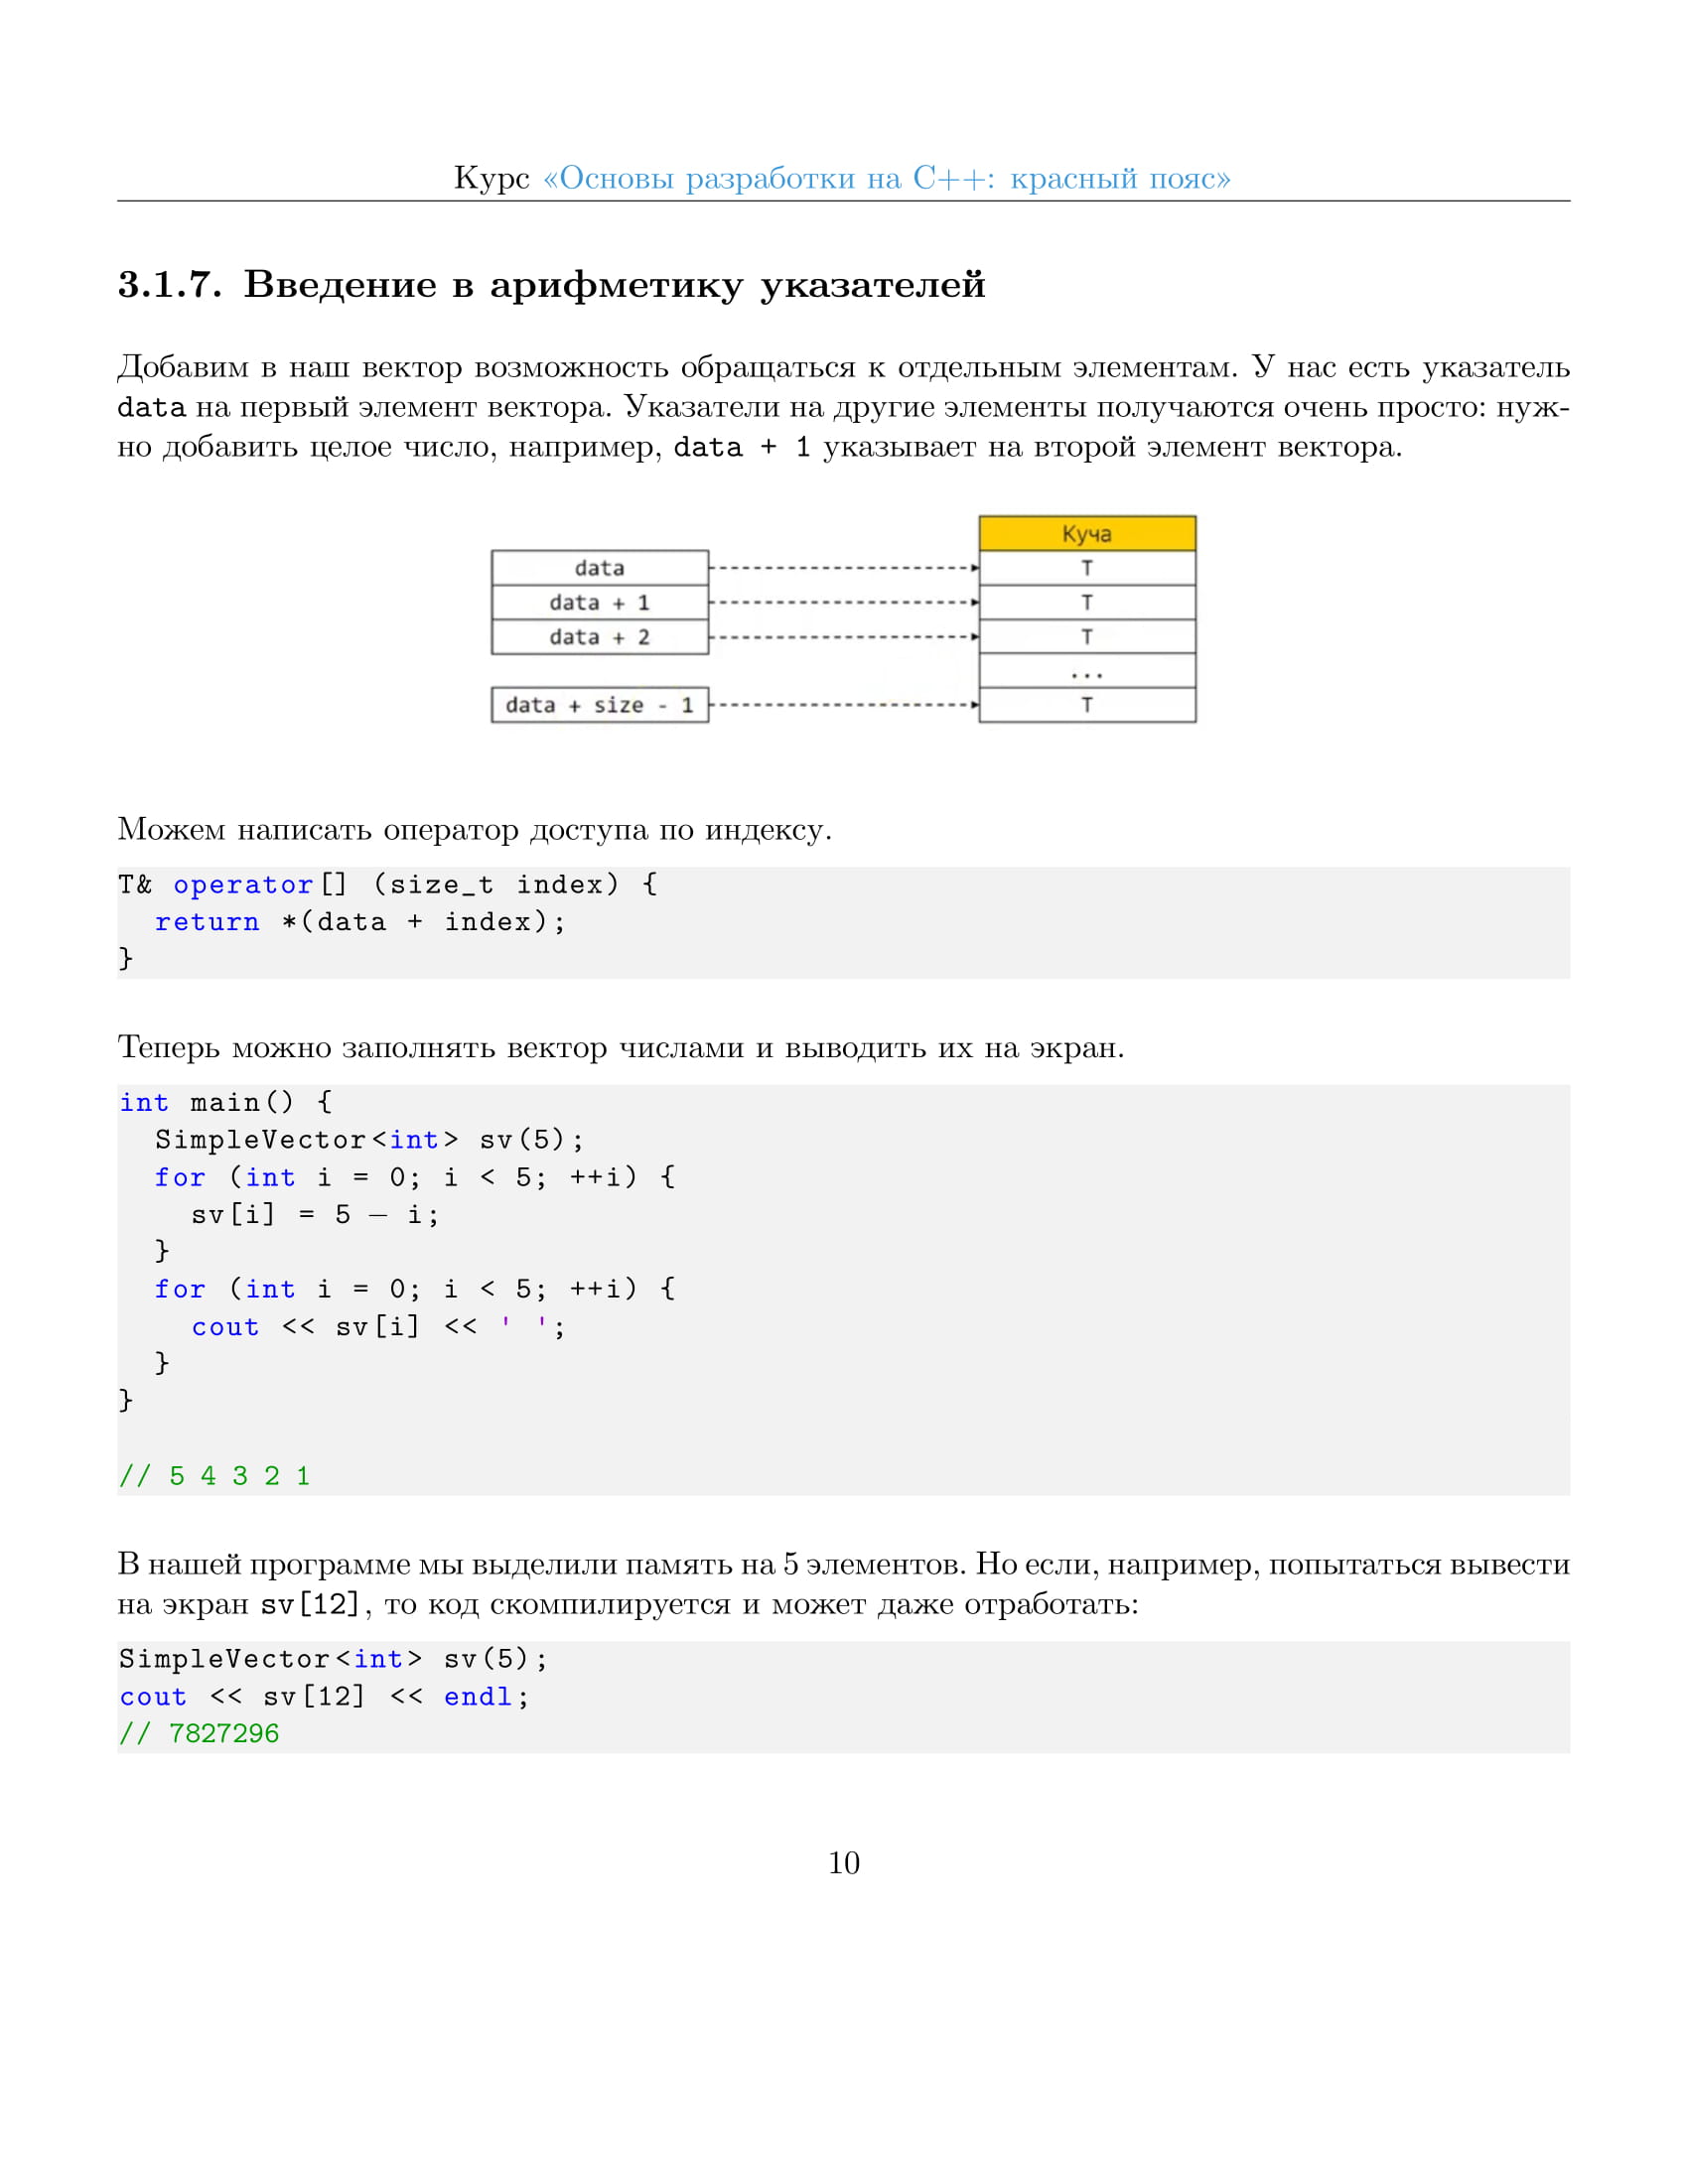 Курс «Основы разработки на C++: красный пояс»
3.1.7. Введение в арифметику указателей
Добавим в наш вектор возможность обращаться к отдельным элементам. У нас есть указатель
data на первый элемент вектора. Указатели на другие элементы получаются очень просто: нуж-
но добавить целое число, например, data + 1 указывает на второй элемент вектора.
Куча
data
T
data + 1
T
data + 2
T
...
data + size - 1
T
Можем написать оператор доступа по индексу.
T& operator[] (size_t index) {
  return *(data + index);
}
Теперь можно заполнять вектор числами и выводить их на экран.
int main() {
  SimpleVector<int> sv(5);
  for (int i = 0; i < 5; ++i) {
    sv[i] = 5 − i;
  }
  for (int i = 0; i < 5; ++i) {
    cout << sv[i] << ' ';
  }
}
// 5 4 3 2 1
В нашей программе мы выделили память на 5 элементов. Но если, например, попытаться вывести
на экран sv[12], то код скомпилируется и может даже отработать:
SimpleVector<int> sv(5);
cout << sv[12] << endl;
// 7827296
10